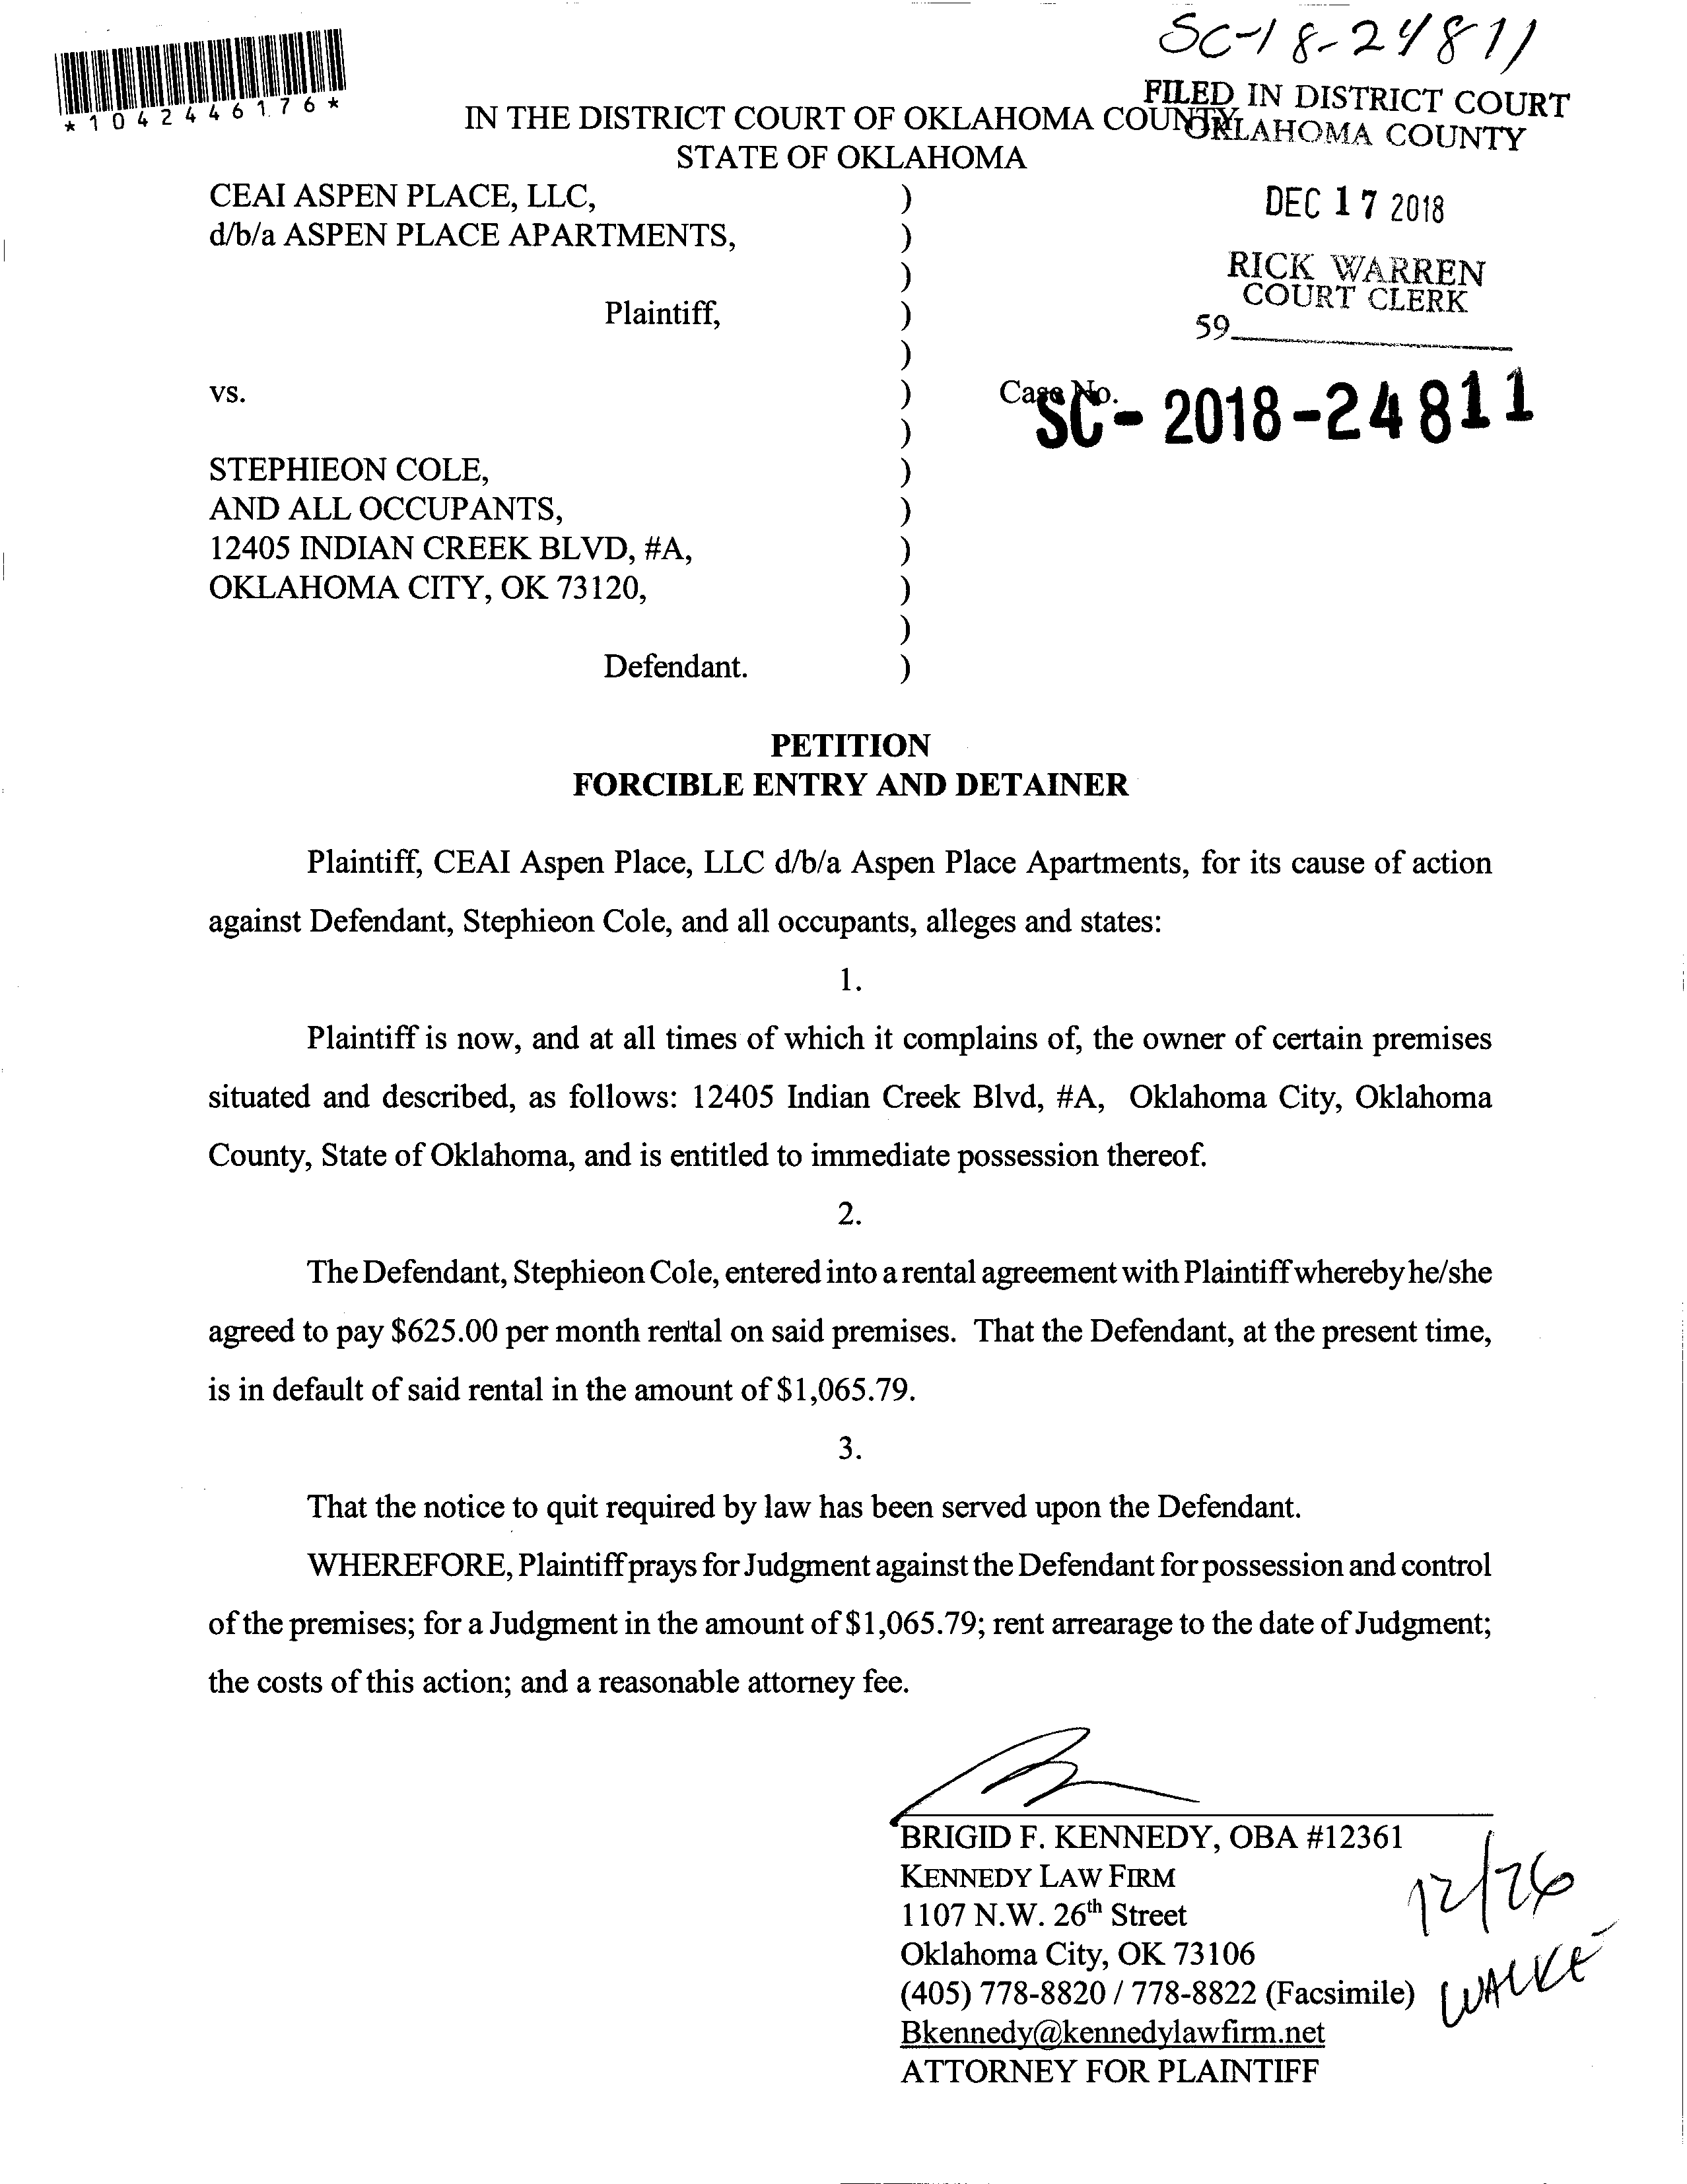 SC-18-24811
*1042446176*
FILED IN DISTRICT COURT
OKLAHOMA COUNTY
IN THE DISTRICT COURT OF OKLAHOMA COUNTY
STATE OF OKLAHOMA
DEC 17 2018
RICK WARREN
COURT CLERK
59
CEAI ASPEN PLACE, LLC, )
d/b/a ASPEN PLACE APARTMENTS, )
)
Plaintiff, )
)
vs. ) Case No.
SC-2018-24811
)
STEPHIEON COLE, )
AND ALL OCCUPANTS, )
12405 INDIAN CREEK BLVD, #A, )
OKLAHOMA CITY, OK 73120, )
)
Defendant. )
PETITION
FORCIBLE ENTRY AND DETAINER
Plaintiff, CEAI Aspen Place, LLC d/b/a Aspen Place Apartments, for its cause of action
against Defendant, Stephieon Cole, and all occupants, alleges and states:
1.
Plaintiff is now, and at all times of which it complains of, the owner of certain premises
situated and described, as follows: 12405 Indian Creek Blvd, #A, Oklahoma City, Oklahoma
County, State of Oklahoma, and is entitled to immediate possession thereof.
2.
The Defendant, Stephieon Cole, entered into a rental agreement with Plaintiff whereby he/she
agreed to pay $625.00 per month rental on said premises. That the Defendant, at the present time,
is in default of said rental in the amount of $1,065.79.
3.
That the notice to quit required by law has been served upon the Defendant.
WHEREFORE, Plaintiff prays for Judgment against the Defendant for possession and control
of the premises; for a Judgment in the amount of $1,065.79; rent arrearage to the date of Judgment;
the costs of this action; and a reasonable attorney fee.
BRIGID F. KENNEDY, OBA #12361
KENNEDY LAW FIRM
1107 N.W. 26th Street
Oklahoma City, OK 73106
(405) 778-8820 / 778-8822 (Facsimile)
Bkennedy@kennedylawfirm.net
ATTORNEY FOR PLAINTIFF
12/26